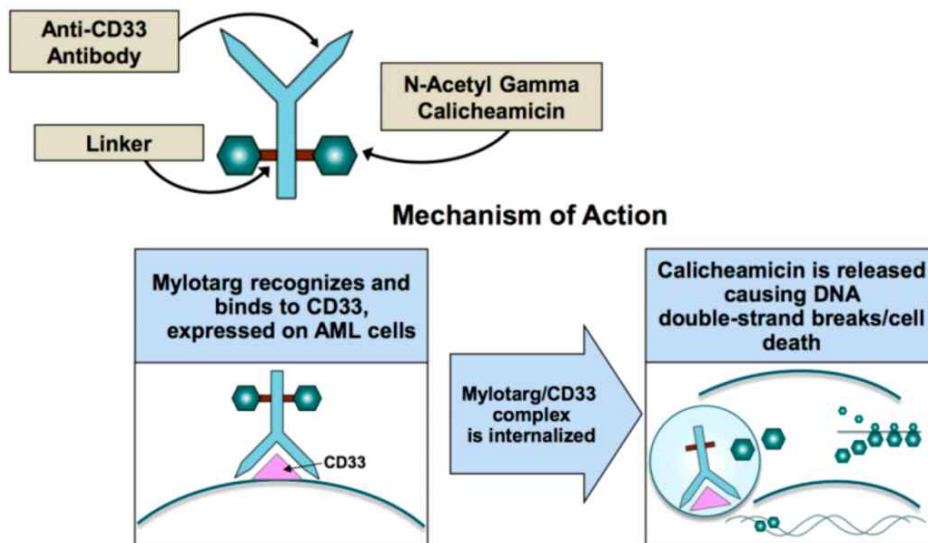 Anti-CD33
Antibody
N-Acetyl Gamma
Calicheamicin
Linker
Mechanism of Action
Mylotarg recognizes and
binds to CD33,
expressed on AML cells
CD33
Mylotarg/CD33
complex
is internalized
Calicheamicin is released
causing DNA
double-strand breaks/cell
death